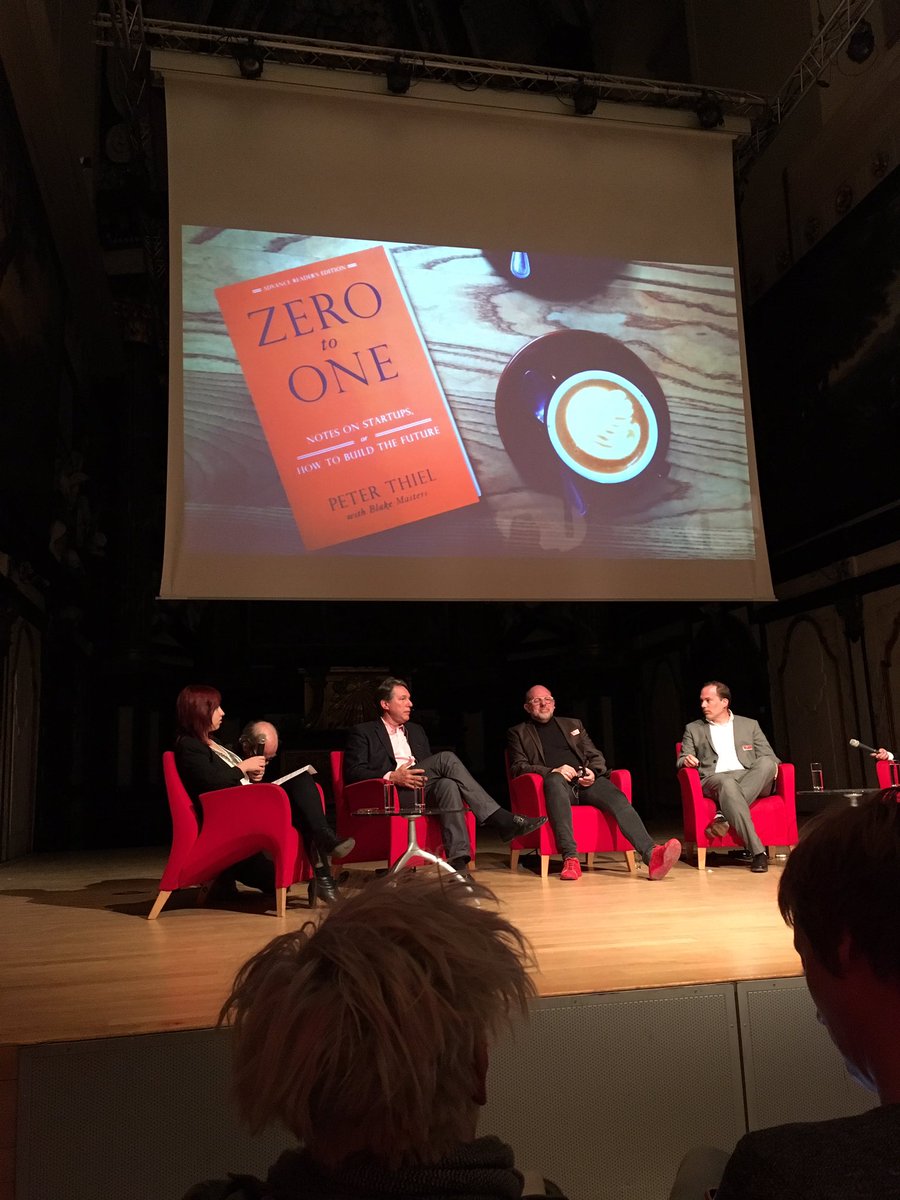 ADVANCE READER'S EDITION
ZERO
to
ONE
NOTES ON STARTUPS,
or
HOW TO BUILD THE FUTURE
PETER THIEL
with Blake Masters